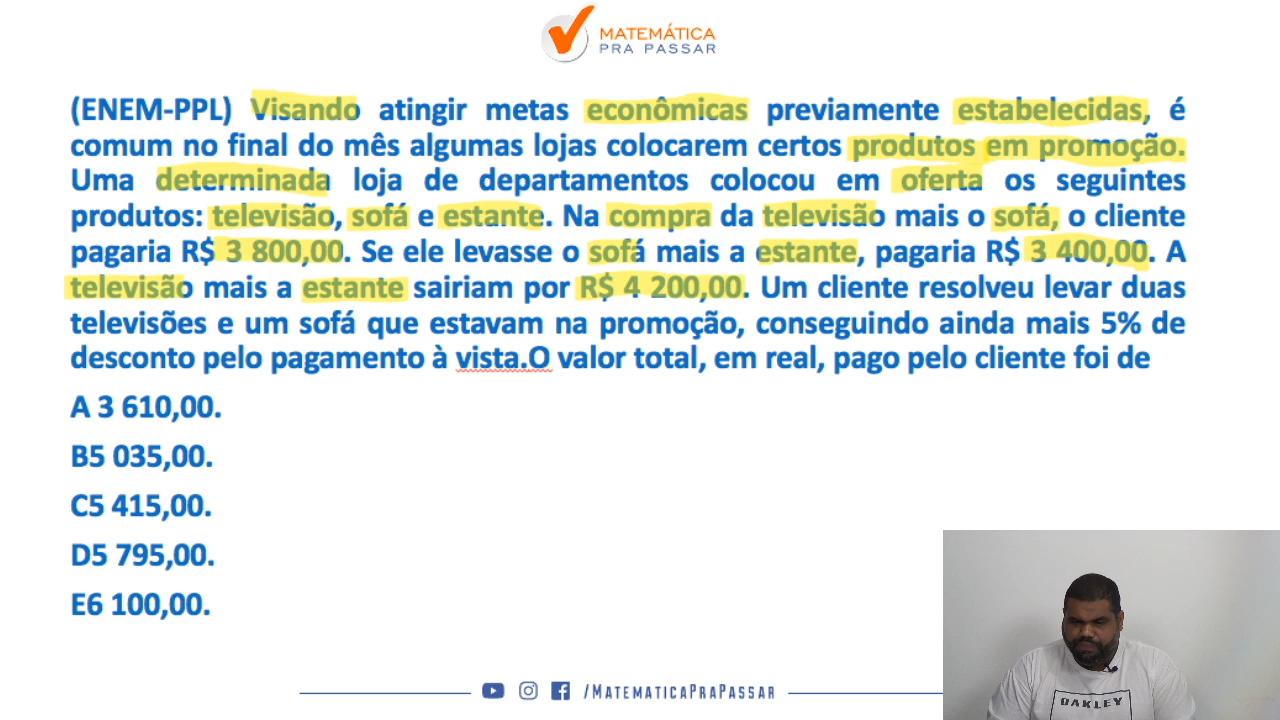 MATEMÁTICA
PRA PASSAR
(ENEM-PPL) Visando atingir metas econômicas previamente estabelecidas, é
comum no final do mês algumas lojas colocarem certos produtos em promoção.
Uma determinada loja de departamentos colocou em oferta os seguintes
produtos: televisão, sofá e estante. Na compra da televisão mais o sofá, o cliente
pagaria R$ 3 800,00. Se ele levasse o sofá mais a estante, pagaria R$ 3 400,00. A
televisão mais a estante sairiam por R$ 4 200,00. Um cliente resolveu levar duas
televisões e um sofá que estavam na promoção, conseguindo ainda mais 5% de
desconto pelo pagamento à vista.O valor total, em real, pago pelo cliente foi de
A 3 610,00.
B5 035,00.
C5 415,00.
D5 795,00.
E6 100,00.
/MATEMATICAPRAPASSAR
OAKLEY